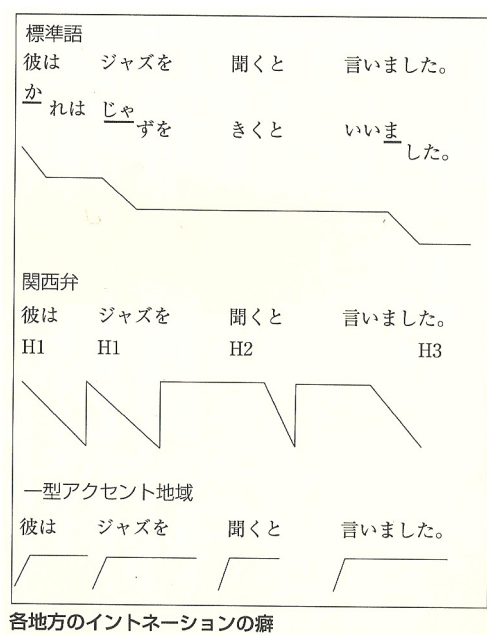 標準語
彼は ジャズを 聞くと 言いました。
か れは じゃ ずを きくと いいま した。
関西弁
彼は ジャズを 聞くと 言いました。
H1 H1 H2 H3
一型アクセント地域
彼は ジャズを 聞くと 言いました。
各地方のイントネーションの癖